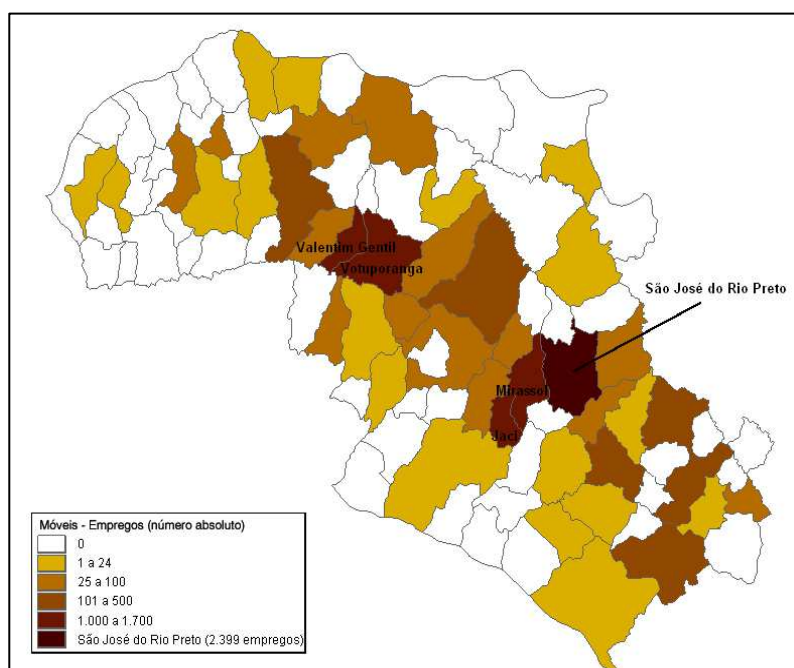 Valentim Gentil
Votuporanga
São José do Rio Preto
Mirassol
Jaci
Móveis - Empregos (número absoluto)
0
1 a 24
25 a 100
101 a 500
1.000 a 1.700
São José do Rio Preto (2.399 empregos)